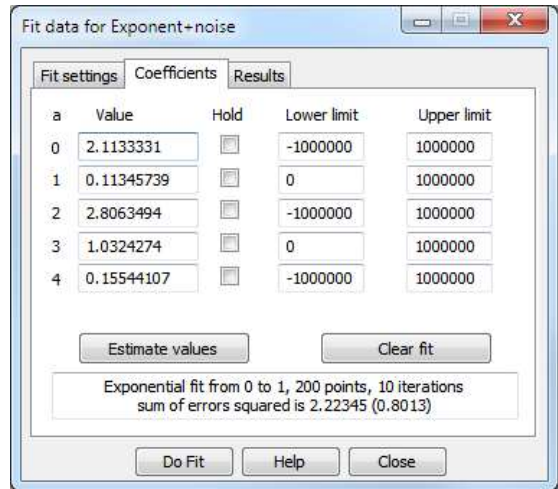 Fit data for Exponent+noise
Fit settings Coefficients Results
a Value Hold Lower limit Upper limit
0 2.1133331 -1000000 1000000
1 0.11345739 0 1000000
2 2.8063494 -1000000 1000000
3 1.0324274 0 1000000
4 0.15544107 -1000000 1000000
Estimate values Clear fit
Exponential fit from 0 to 1, 200 points, 10 iterations
sum of errors squared is 2.22345 (0.8013)
Do Fit Help Close